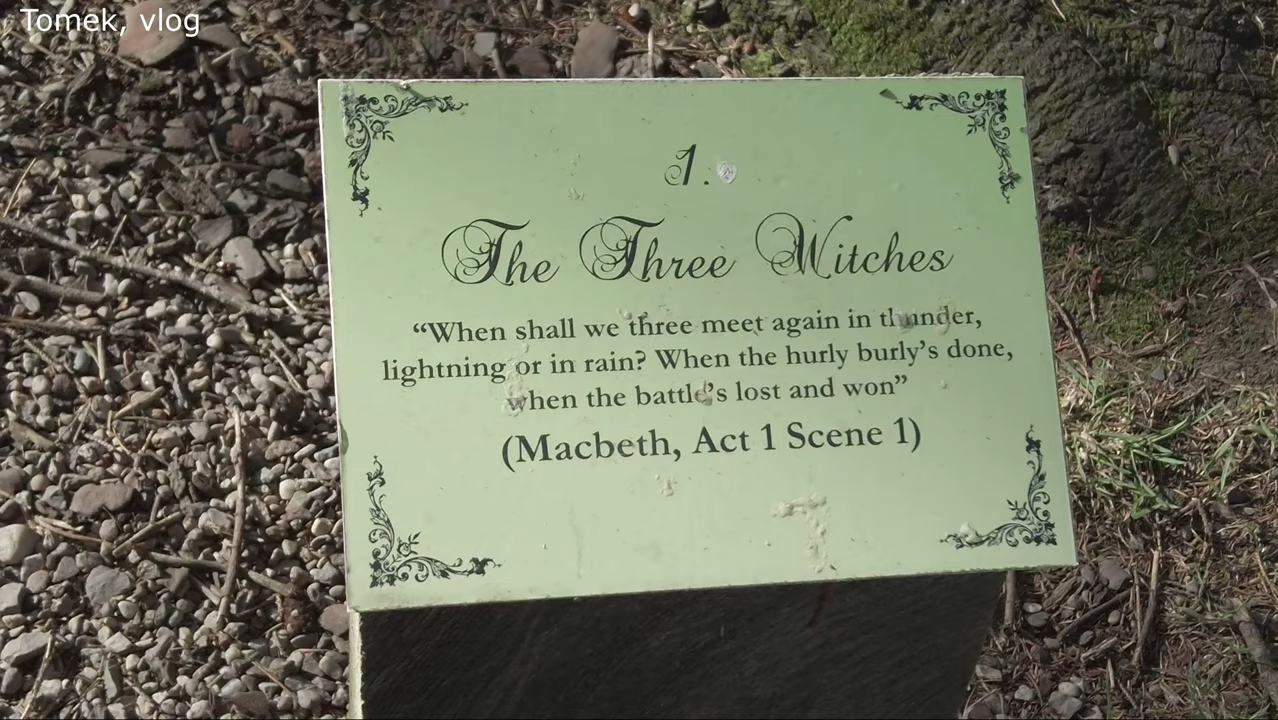 Tomek, vlog
1.
The Three Witches
“When shall we three meet again in thunder,
lightning or in rain? When the hurly burly’s done,
when the battle’s lost and won”
(Macbeth, Act 1 Scene 1)